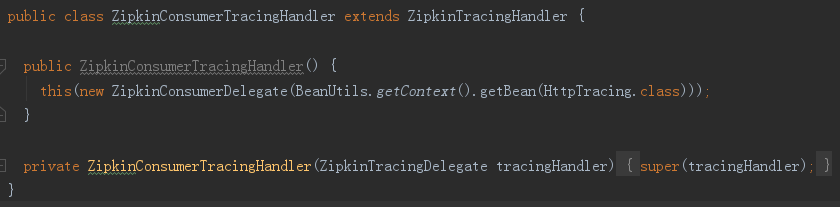 public class ZipkinConsumerTracingHandler extends ZipkinTracingHandler {
public ZipkinConsumerTracingHandler() {
this(new ZipkinConsumerDelegate(BeanUtils.getContext().getBean(HttpTracing.class)));
}
private ZipkinConsumerTracingHandler(ZipkinTracingDelegate tracingHandler) { super(tracingHandler); }
}